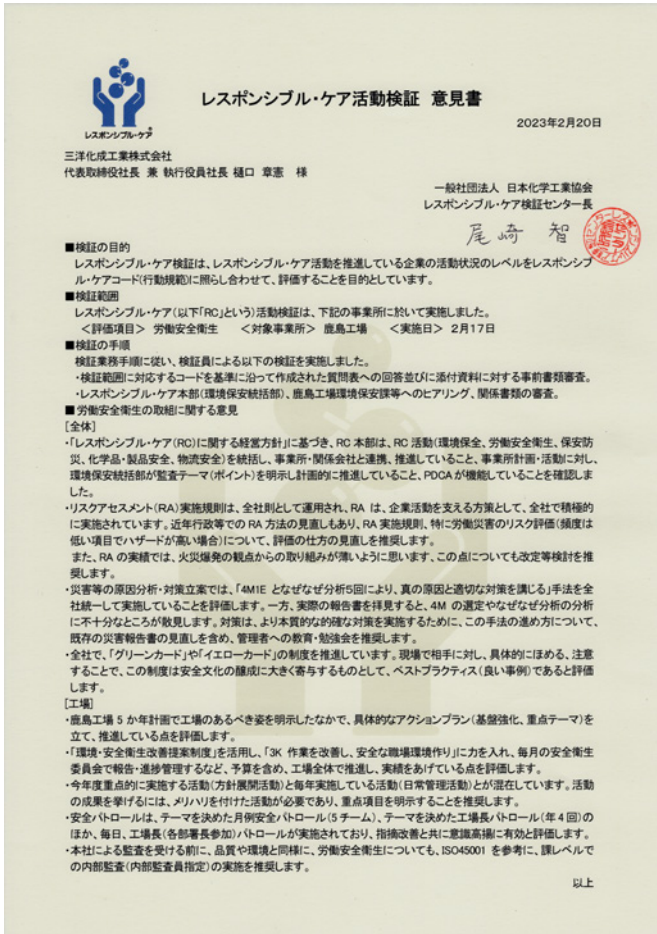 レスポンシブル・ケア活動検証 意見書
レスポンシブル・ケア
2023年2月20日
三洋化成工業株式会社
代表取締役社長 兼 執行役員社長 樋口 章憲 様
一般社団法人 日本化学工業協会
レスポンシブル・ケア検証センター長
尾崎 智
■検証の目的
レスポンシブル・ケア検証は、レスポンシブル・ケア活動を推進している企業の活動状況のレベルをレスポンシブ
ル・ケアコード(行動規範)に照らし合わせて、評価することを目的としています。
■検証範囲
レスポンシブル・ケア(以下「RC」という)活動検証は、下記の事業所に於いて実施しました。
<評価項目> 労働安全衛生 <対象事業所> 鹿島工場 <実施日> 2月17日
■検証の手順
検証業務手順に従い、検証員による以下の検証を実施しました。
・検証範囲に対応するコードを基準に沿って作成された質問表への回答並びに添付資料に対する事前書類審査。
・レスポンシブル・ケア本部(環境保安統括部)、鹿島工場環境保安課等へのヒアリング、関係書類の審査。
■ 労働安全衛生の取組に関する意見
[全体]
・「レスポンシブル・ケア(RC)に関する経営方針」に基づき、RC本部は、RC活動(環境保全、労働安全衛生、保安防
災、化学品・製品安全、物流安全)を統括し、事業所・関係会社と連携、推進していること、事業所計画・活動に対し、
環境保安統括部が監査テーマ(ポイント)を明示し計画的に推進していること、PDCAが機能していることを確認しま
した。
・リスクアセスメント(RA)実施規則は、全社則として運用され、RA は、企業活動を支える方策として、全社で積極的
に実施されています。近年行政等での RA 方法の見直しもあり、RA 実施規則、特に労働災害のリスク評価(頻度は
低い項目でハザードが高い場合)について、評価の仕方の見直しを推奨します。
また、RA の実績では、火災爆発の観点からの取り組みが薄いように思います、この点についても改定等検討を推
奨します。
・災害等の原因分析・対策立案では、「4M1E となぜなぜ分析5回により、真の原因と適切な対策を講じる」手法を全
社統一して実施していることを評価します。一方、実際の報告書を拝見すると、4M の選定やなぜなぜ分析の分析
に不十分なところが散見します。対策は、より本質的な的確な対策を実施するために、この手法の進め方について、
既存の災害報告書の見直しを含め、管理者への教育・勉強会を推奨します。
・全社で、「グリーンカード」や「イエローカード」の制度を推進しています。現場で相手に対し、具体的にほめる、注意
することで、この制度は安全文化の醸成に大きく寄与するものとして、ベストプラクティス(良い事例)であると評価
します。
[工場]
・鹿島工場 5 か年計画で工場のあるべき姿を明示したなかで、具体的なアクションプラン(基盤強化、重点テーマ)を
立て、推進している点を評価します。
・「環境・安全衛生改善提案制度」を活用し、「3K 作業を改善し、安全な職場環境作り」に力を入れ、毎月の安全衛生
委員会で報告・進捗管理するなど、予算を含め、工場全体で推進し、実績をあげている点を評価します。
・今年度重点的に実施する活動(方針展開活動)と毎年実施している活動(日常管理活動)とが混在しています。活動
の成果を挙げるには、メリハリを付けた活動が必要であり、重点項目を明示することを推奨します。
・安全パトロールは、テーマを決めた月例安全パトロール(5チーム)、テーマを決めた工場長パトロール(年4回)の
ほか、毎日、工場長(各部署長参加)パトロールが実施されており、指摘改善と共に意識高揚に有効と評価します。
・本社による監査を受ける前に、品質や環境と同様に、労働安全衛生についても、ISO45001 を参考に、課レベルで
の内部監査(内部監査員指定)の実施を推奨します。
以上